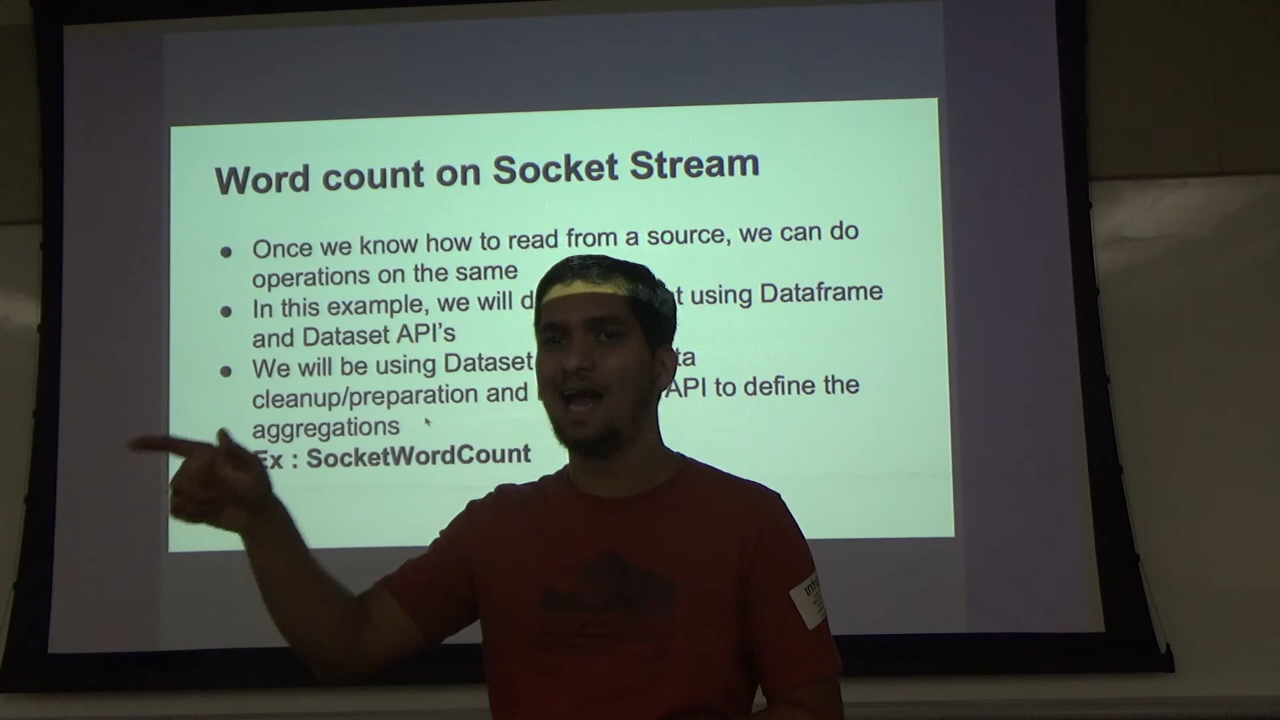 Word count on Socket Stream
● Once we know how to read from a source, we can do
operations on the same
● In this example, we will d t using Dataframe
and Dataset API's
● We will be using Dataset ta
cleanup/preparation and API to define the
aggregations
Ex : SocketWordCount